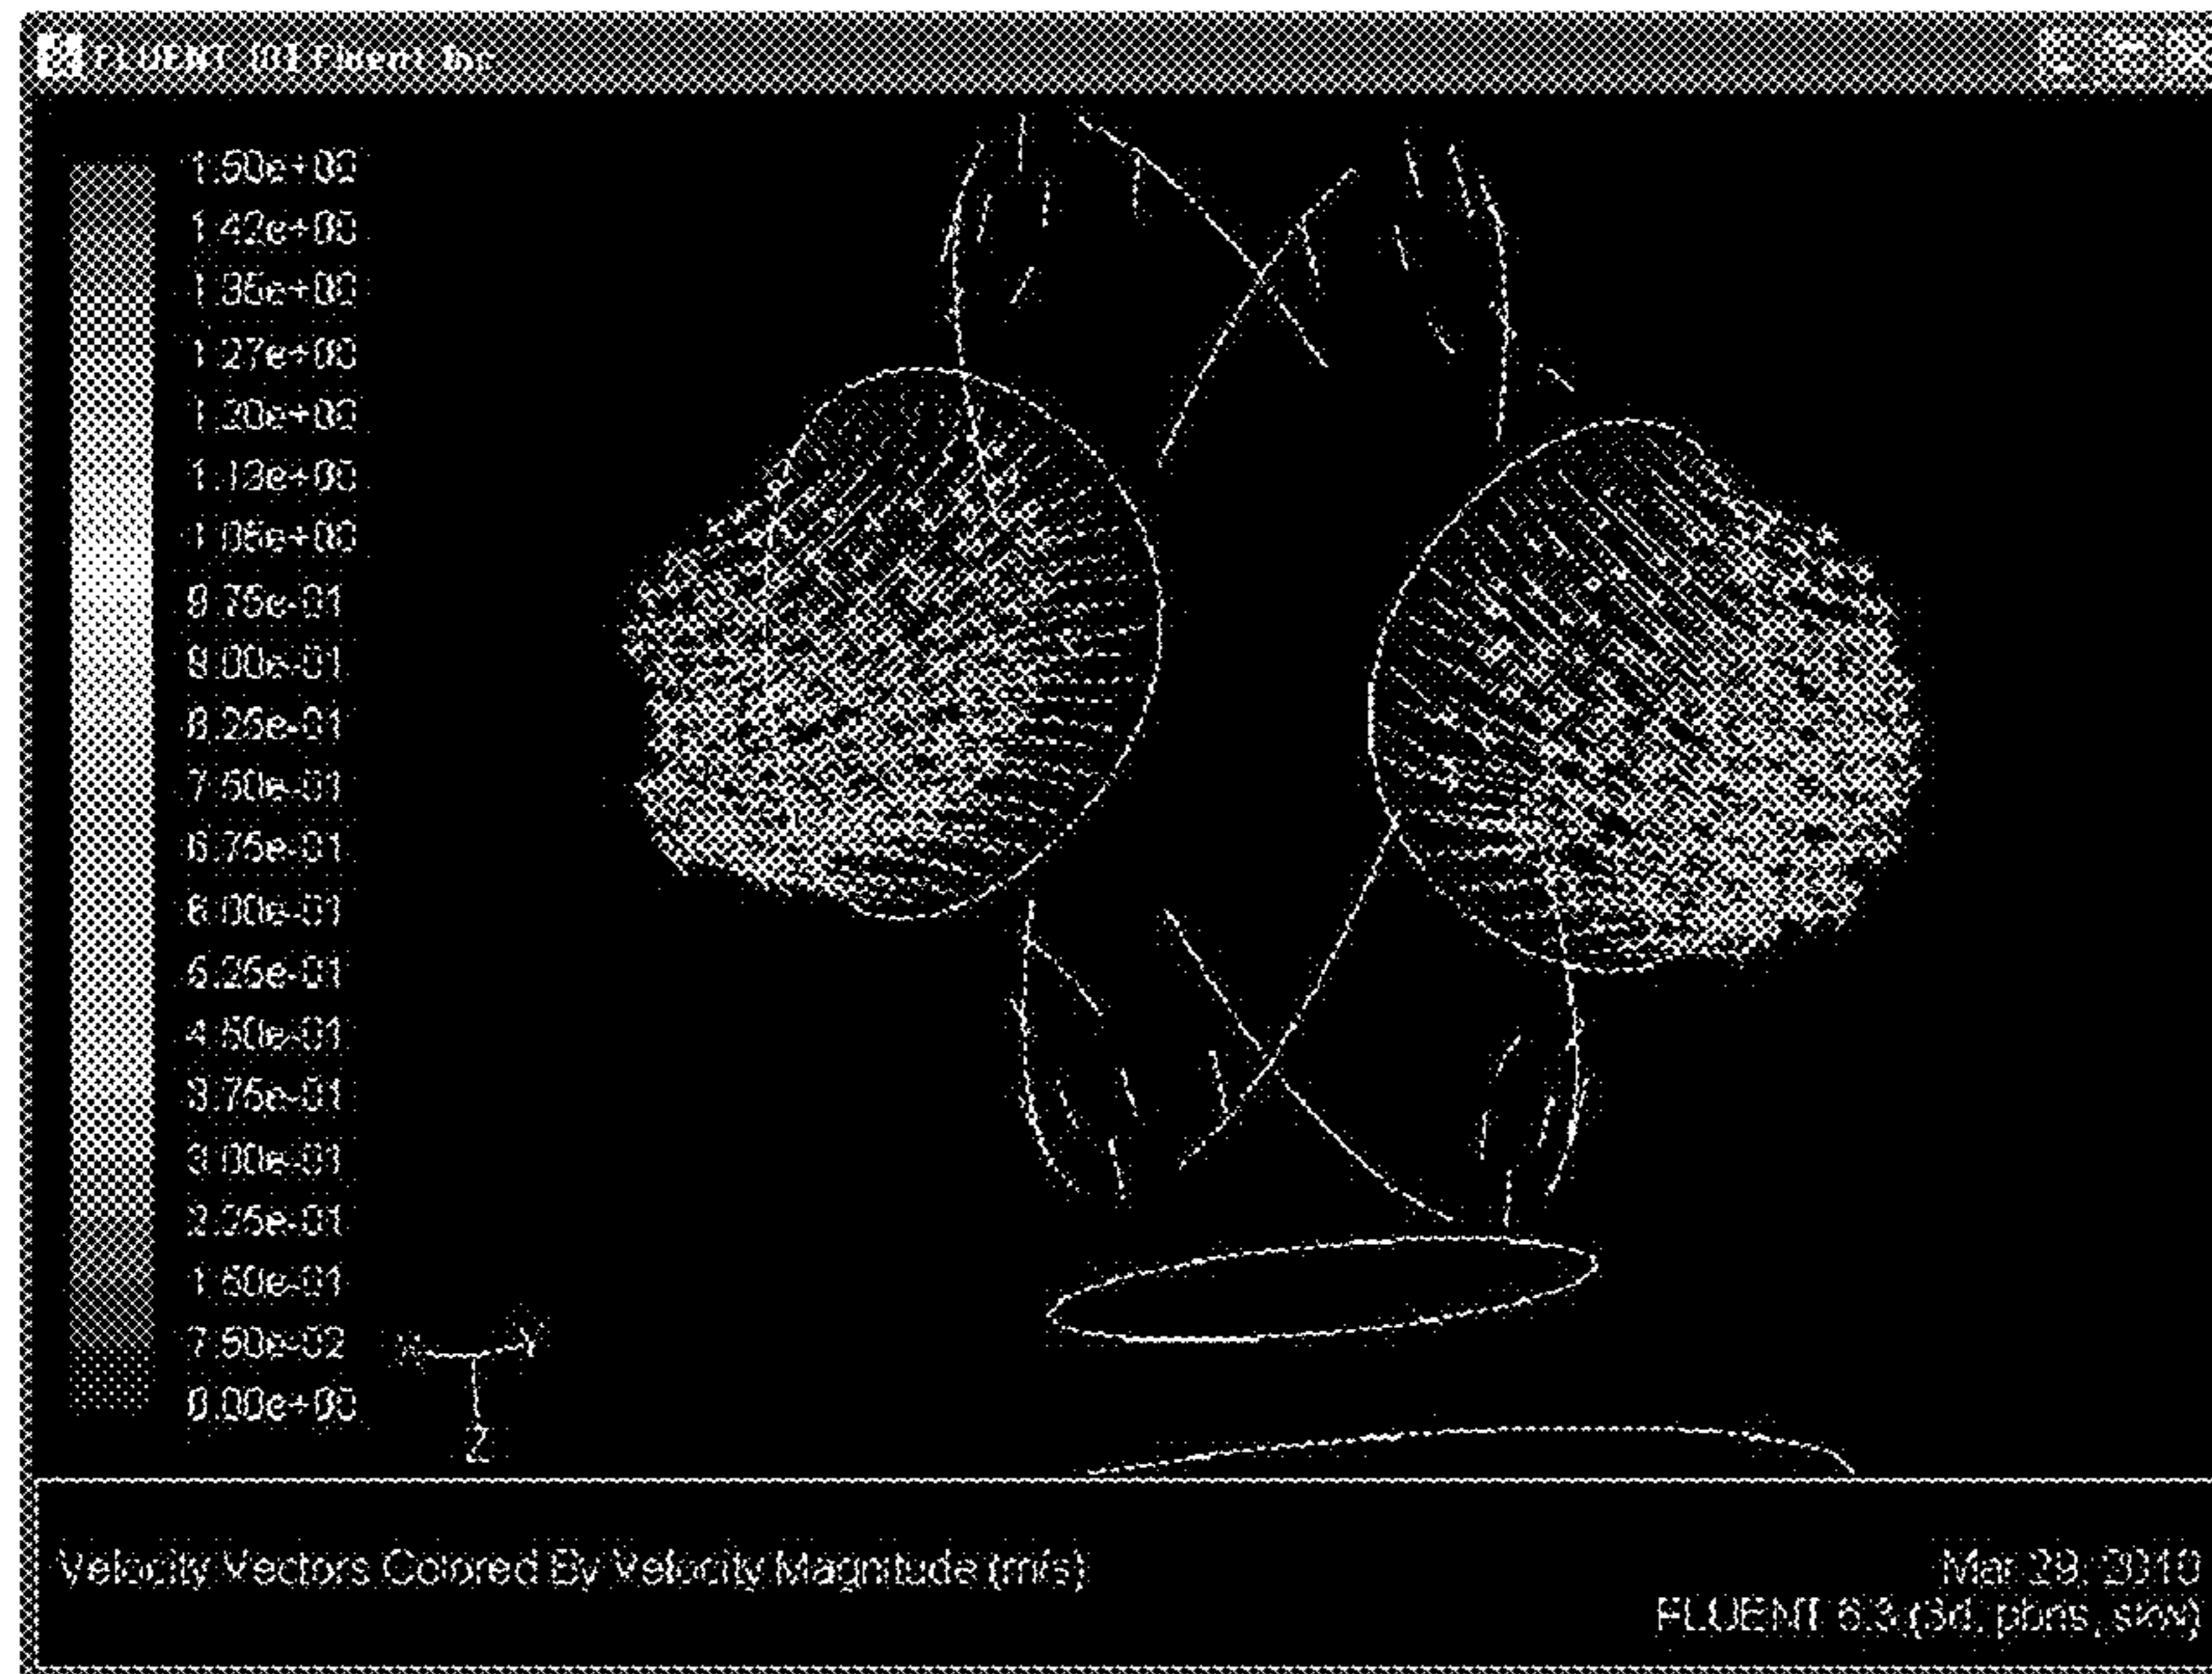 FLUENT [0] Fluent Inc
1.50e+00
1.42e+00
1.35e+00
1.27e+00
1.20e+00
1.13e+00
1.05e+00
9.75e-01
9.00e-01
8.25e-01
7.50e-01
6.75e-01
6.00e-01
5.25e-01
4.50e-01
3.75e-01
3.00e-01
2.25e-01
1.50e-01
7.50e-02
0.00e+00
X Y
Z
Velocity Vectors Colored By Velocity Magnitude (m/s)
Mar 29, 2010
FLUENT 6.3 (3d, pbns, skw)